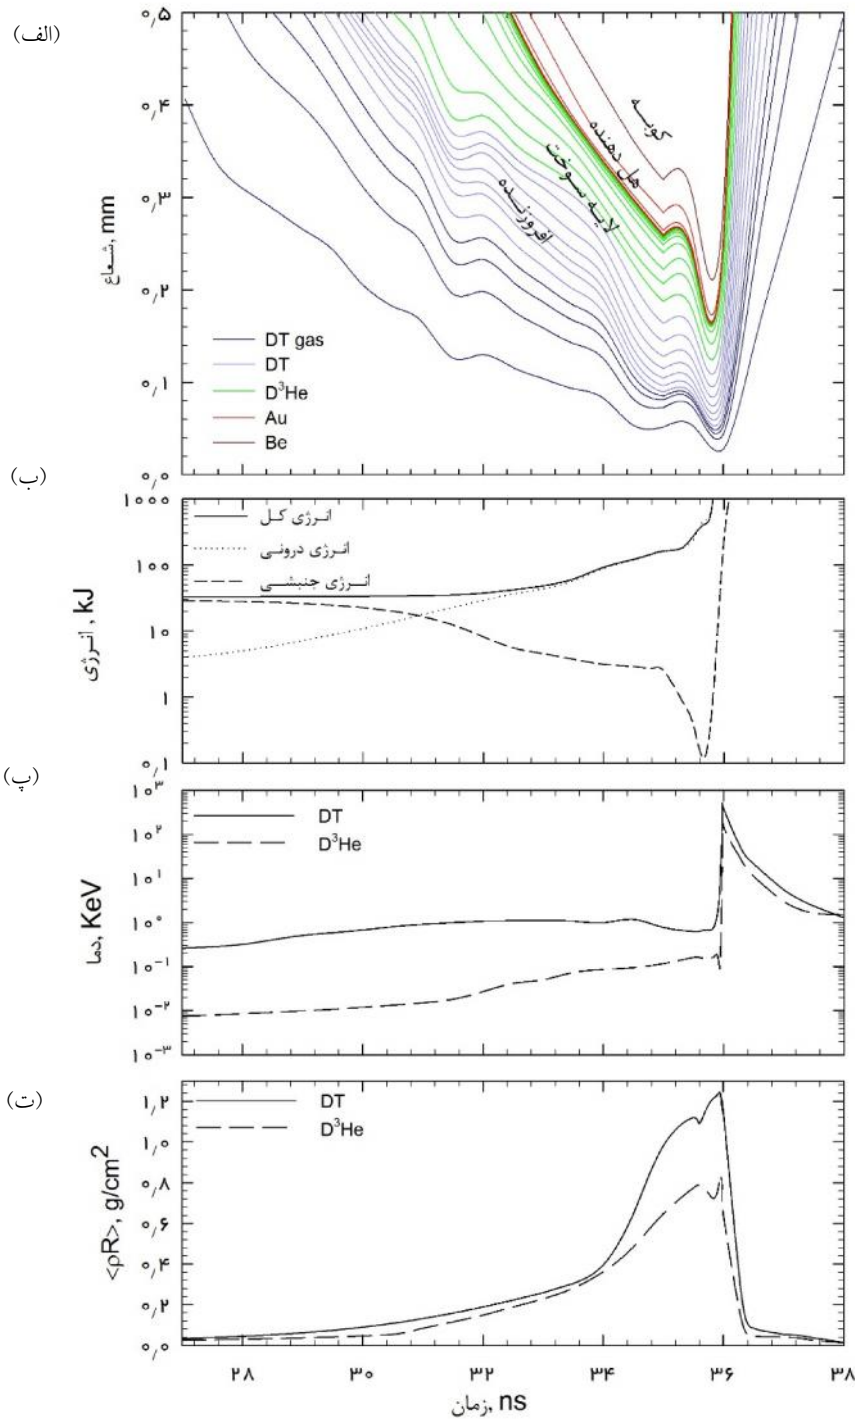 (الف)
۰٫۵
۰٫۴
۰٫۳
۰٫۲
۰٫۱
۰٫۰
شعاع, mm
کوبه
هل دهنده
لایه سوخت
افروزنده
DT gas
DT
D³He
Au
Be
(ب)
۱۰۰۰
۱۰۰
۱۰
۱
۰٫۱
انرژی, kJ
انرژی کل
انرژی درونی
انرژی جنبشی
(پ)
۱۰³
۱۰²
۱۰¹
۱۰⁰
۱۰⁻¹
۱۰⁻²
۱۰⁻³
دما, KeV
DT
D³He
(ت)
۱٫۲
۱٫۰
۰٫۸
۰٫۶
۰٫۴
۰٫۲
۰٫۰
<ρR>, g/cm²
DT
D³He
۲۸ ۳۰ ۳۲ ۳۴ ۳۶ ۳۸
زمان, ns